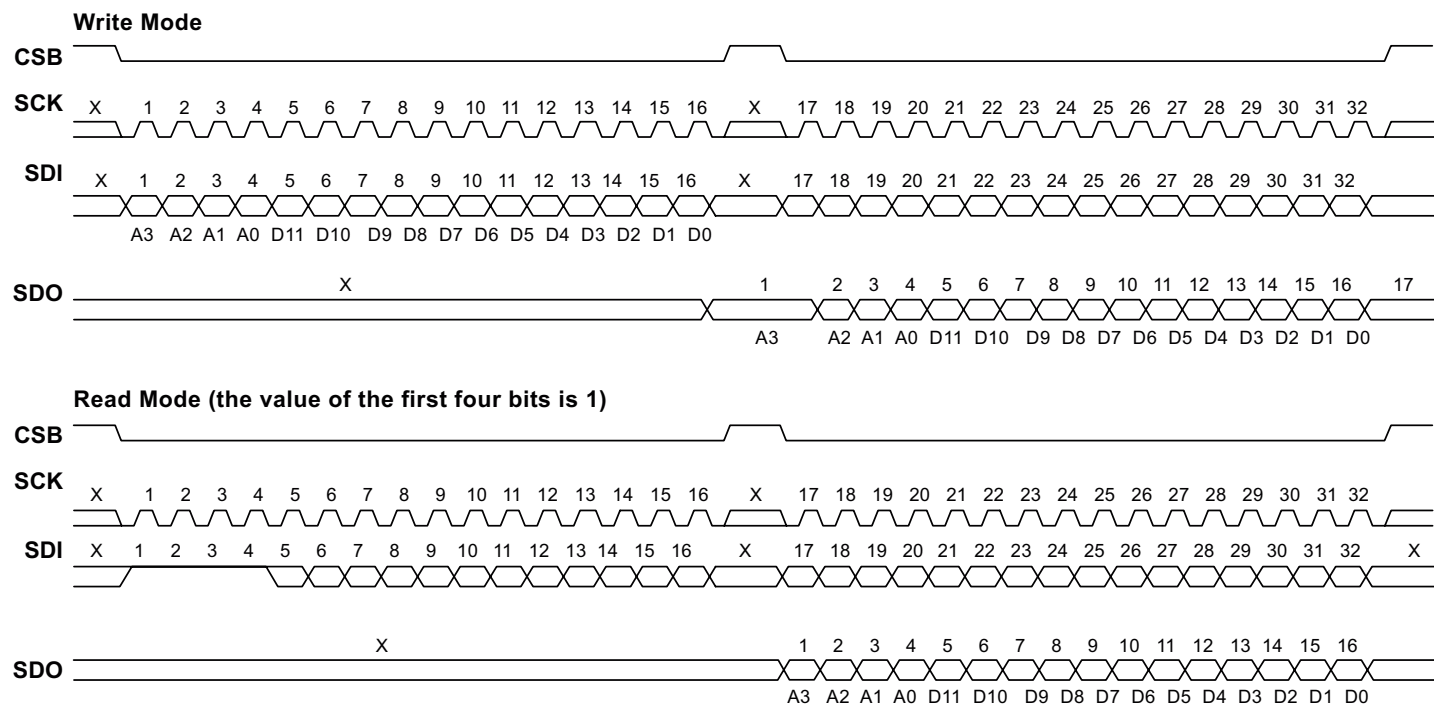 Write Mode
CSB
SCK X 1 2 3 4 5 6 7 8 9 10 11 12 13 14 15 16 X 17 18 19 20 21 22 23 24 25 26 27 28 29 30 31 32
SDI X 1 2 3 4 5 6 7 8 9 10 11 12 13 14 15 16 X 17 18 19 20 21 22 23 24 25 26 27 28 29 30 31 32
A3 A2 A1 A0 D11 D10 D9 D8 D7 D6 D5 D4 D3 D2 D1 D0
SDO X 1 2 3 4 5 6 7 8 9 10 11 12 13 14 15 16 17
A3 A2 A1 A0 D11 D10 D9 D8 D7 D6 D5 D4 D3 D2 D1 D0
Read Mode (the value of the first four bits is 1)
CSB
SCK X 1 2 3 4 5 6 7 8 9 10 11 12 13 14 15 16 X 17 18 19 20 21 22 23 24 25 26 27 28 29 30 31 32
SDI X 1 2 3 4 5 6 7 8 9 10 11 12 13 14 15 16 X 17 18 19 20 21 22 23 24 25 26 27 28 29 30 31 32 X
SDO X 1 2 3 4 5 6 7 8 9 10 11 12 13 14 15 16
A3 A2 A1 A0 D11 D10 D9 D8 D7 D6 D5 D4 D3 D2 D1 D0